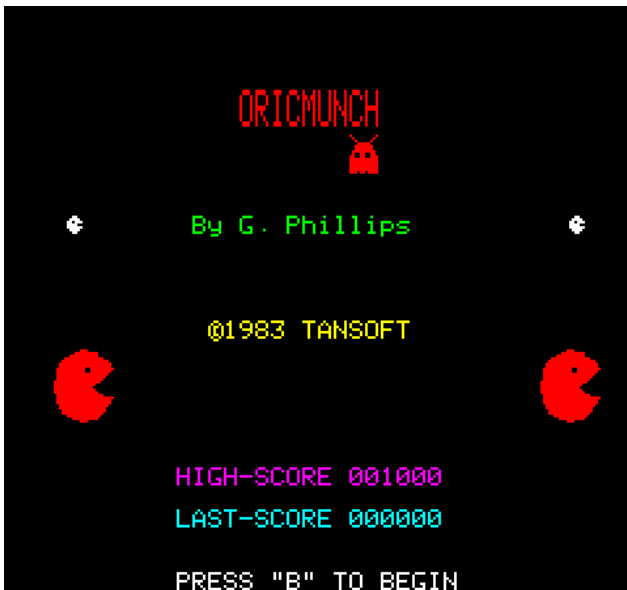 ORICMUNCH
By G. Phillips
©1983 TANSOFT
HIGH-SCORE 001000
LAST-SCORE 000000
PRESS "B" TO BEGIN